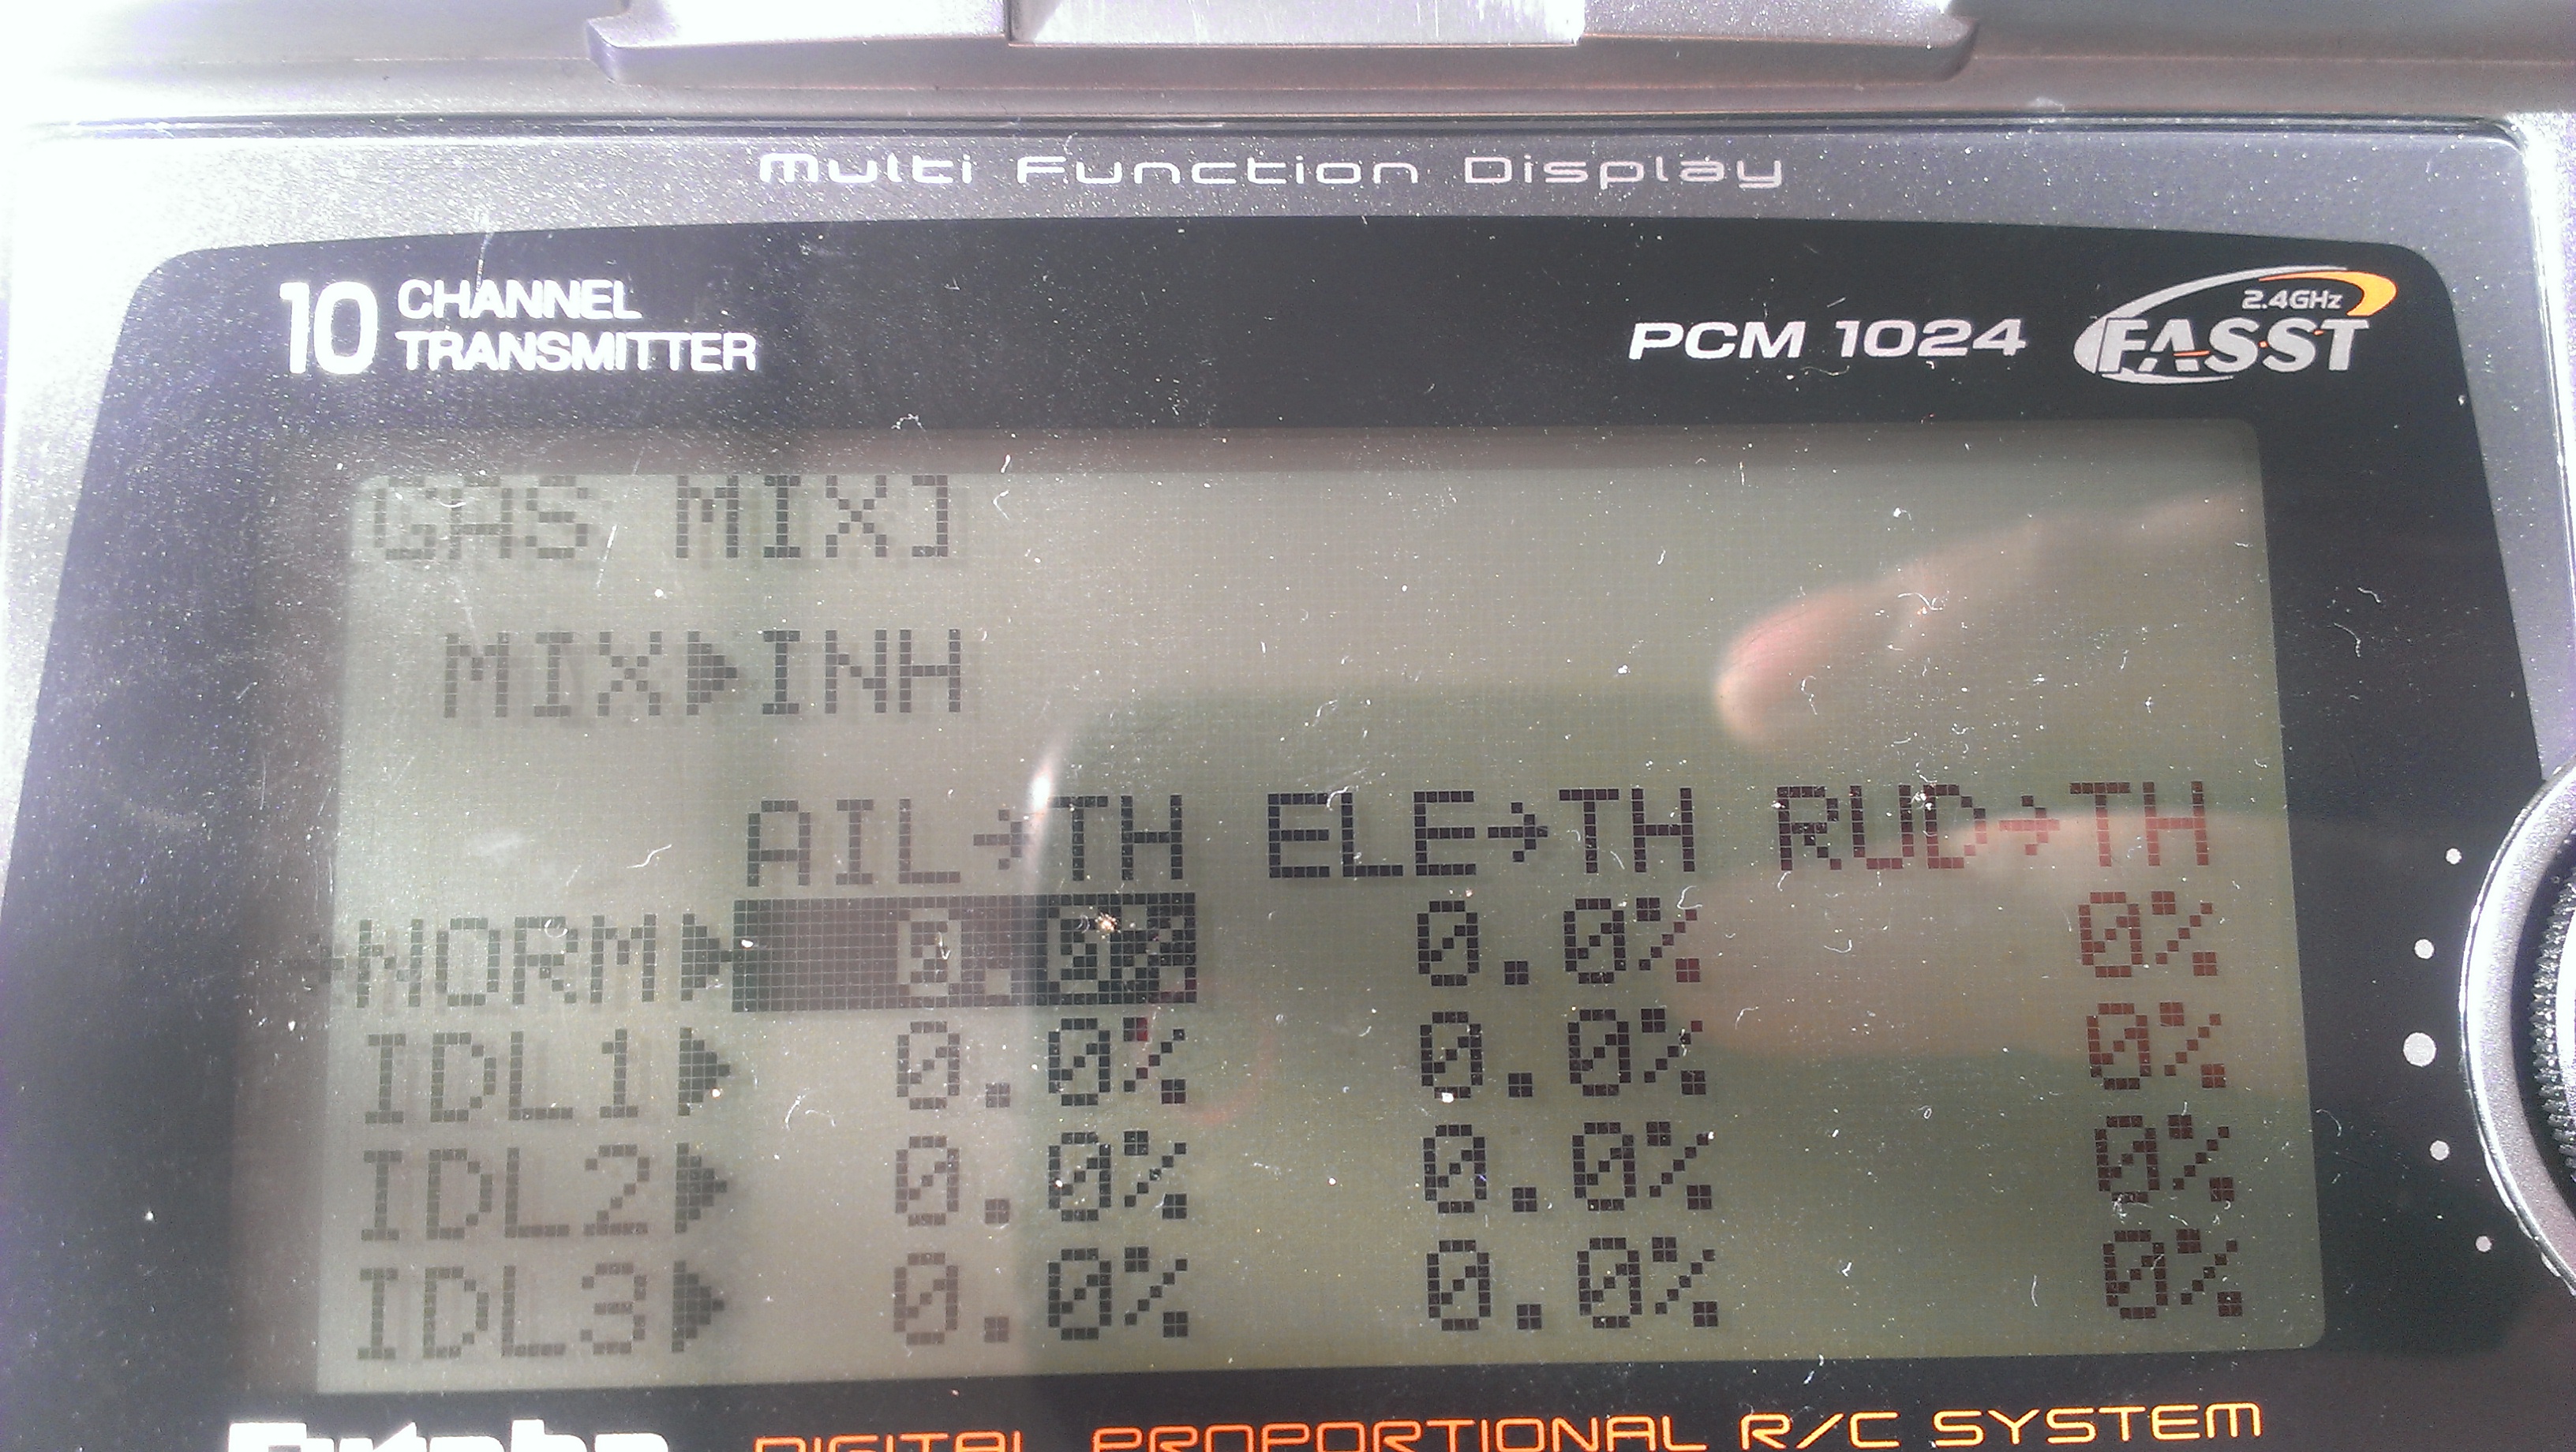 Multi Function Display
10 CHANNEL
TRANSMITTER
PCM 1024
2.4GHz
FASST
GAS MIX]
MIX▶INH
AIL→TH ELE→TH RUD→TH
→NORM▶ 0.0% 0.0% 0%
IDL1▶ 0.0% 0.0% 0%
IDL2▶ 0.0% 0.0% 0%
IDL3▶ 0.0% 0.0% 0%
Futaba DIGITAL PROPORTIONAL R/C SYSTEM